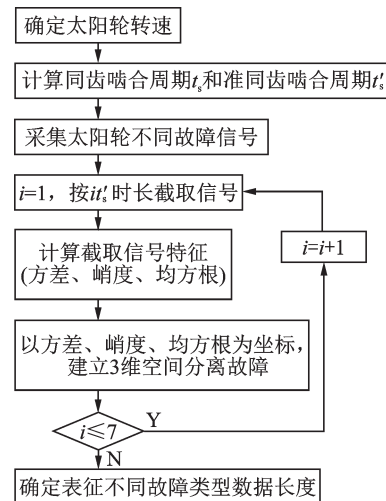 确定太阳轮转速
计算同齿啮合周期tₛ和准同齿啮合周期t′ₛ
采集太阳轮不同故障信号
i=1，按it′ₛ时长截取信号
计算截取信号特征
(方差、峭度、均方根)
i=i+1
以方差、峭度、均方根为坐标，
建立3维空间分离故障
i≤7
Y
N
确定表征不同故障类型数据长度